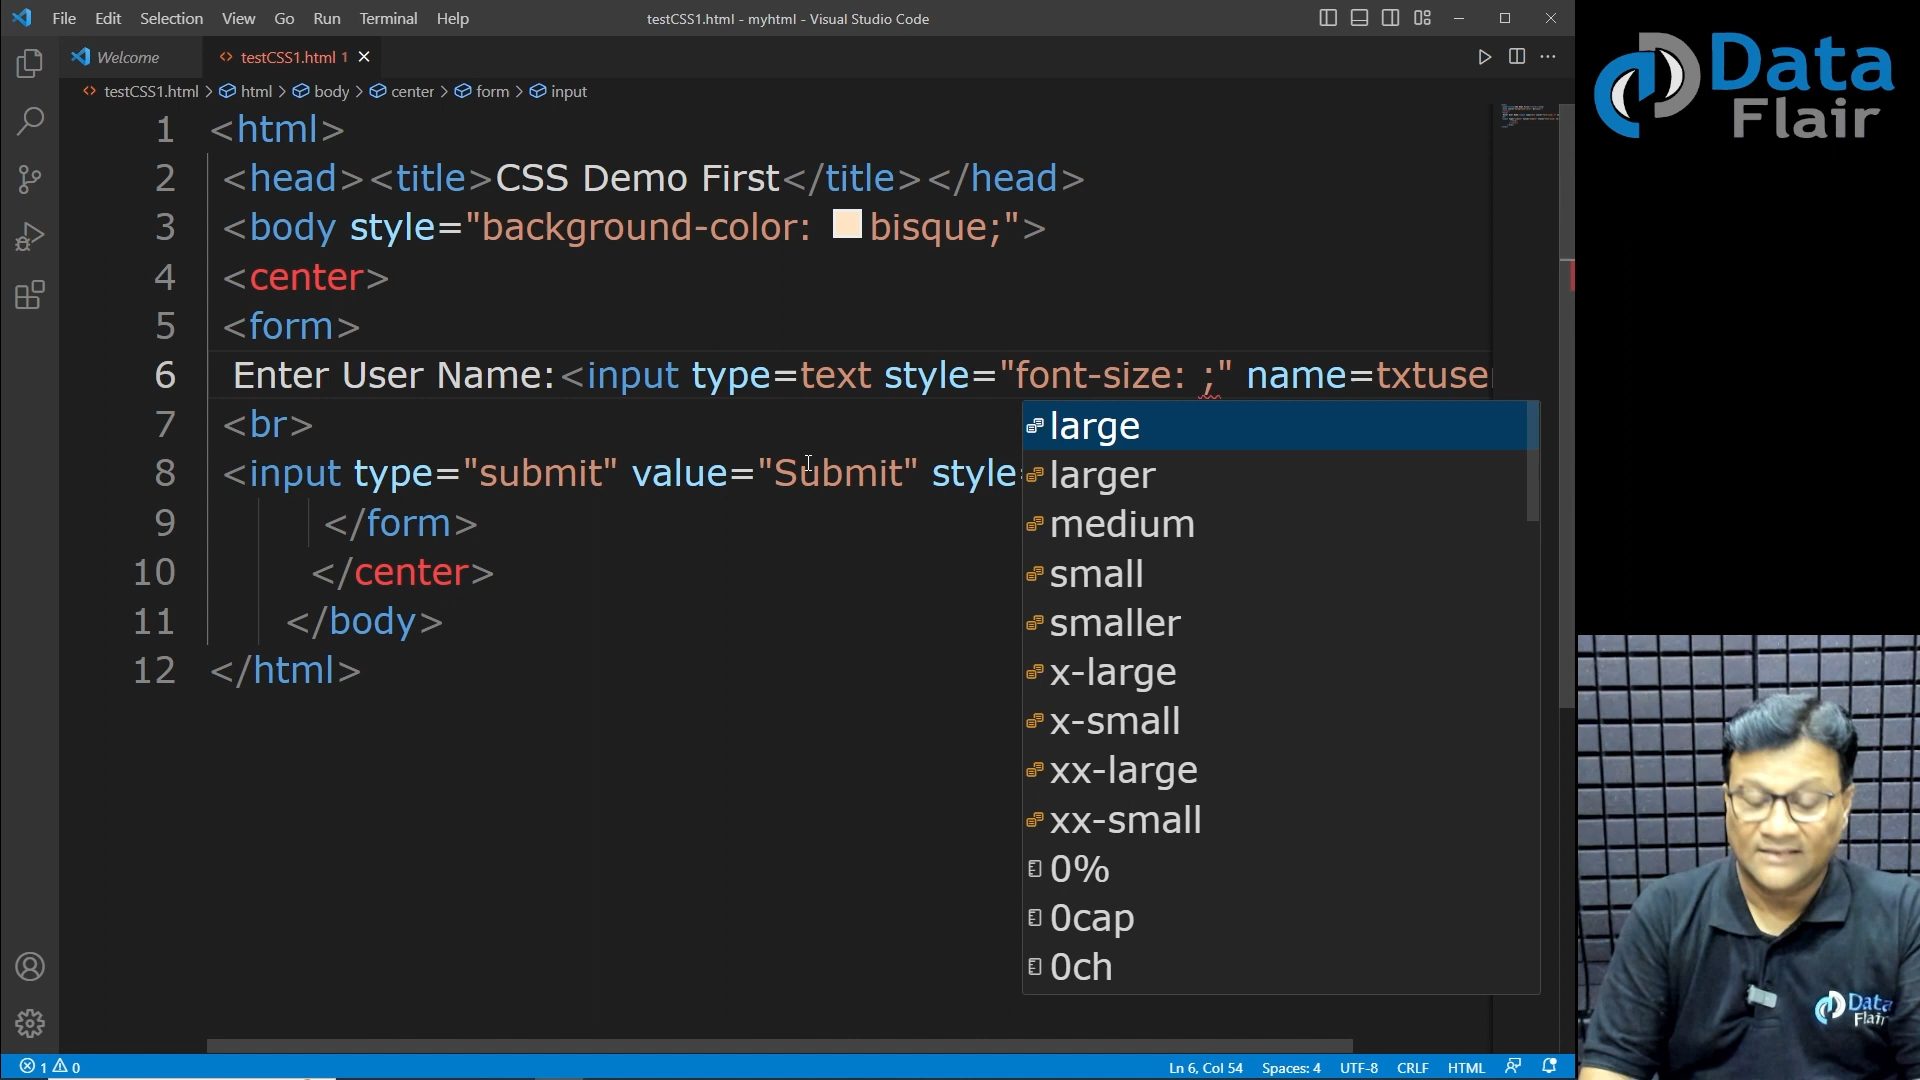 File Edit Selection View Go Run Terminal Help
testCSS1.html - myhtml - Visual Studio Code
Welcome
testCSS1.html 1
testCSS1.html > html > body > center > form > input
1 <html>
2 <head><title>CSS Demo First</title></head>
3 <body style="background-color: bisque;">
4 <center>
5 <form>
6 Enter User Name:<input type=text style="font-size: ;" name=txtuse
7 <br>
8 <input type="submit" value="Submit" style
9 </form>
10 </center>
11 </body>
12 </html>
large
larger
medium
small
smaller
x-large
x-small
xx-large
xx-small
0%
0cap
0ch
1 0
Ln 6, Col 54 Spaces: 4 UTF-8 CRLF HTML
Data
Flair
Data
Flair